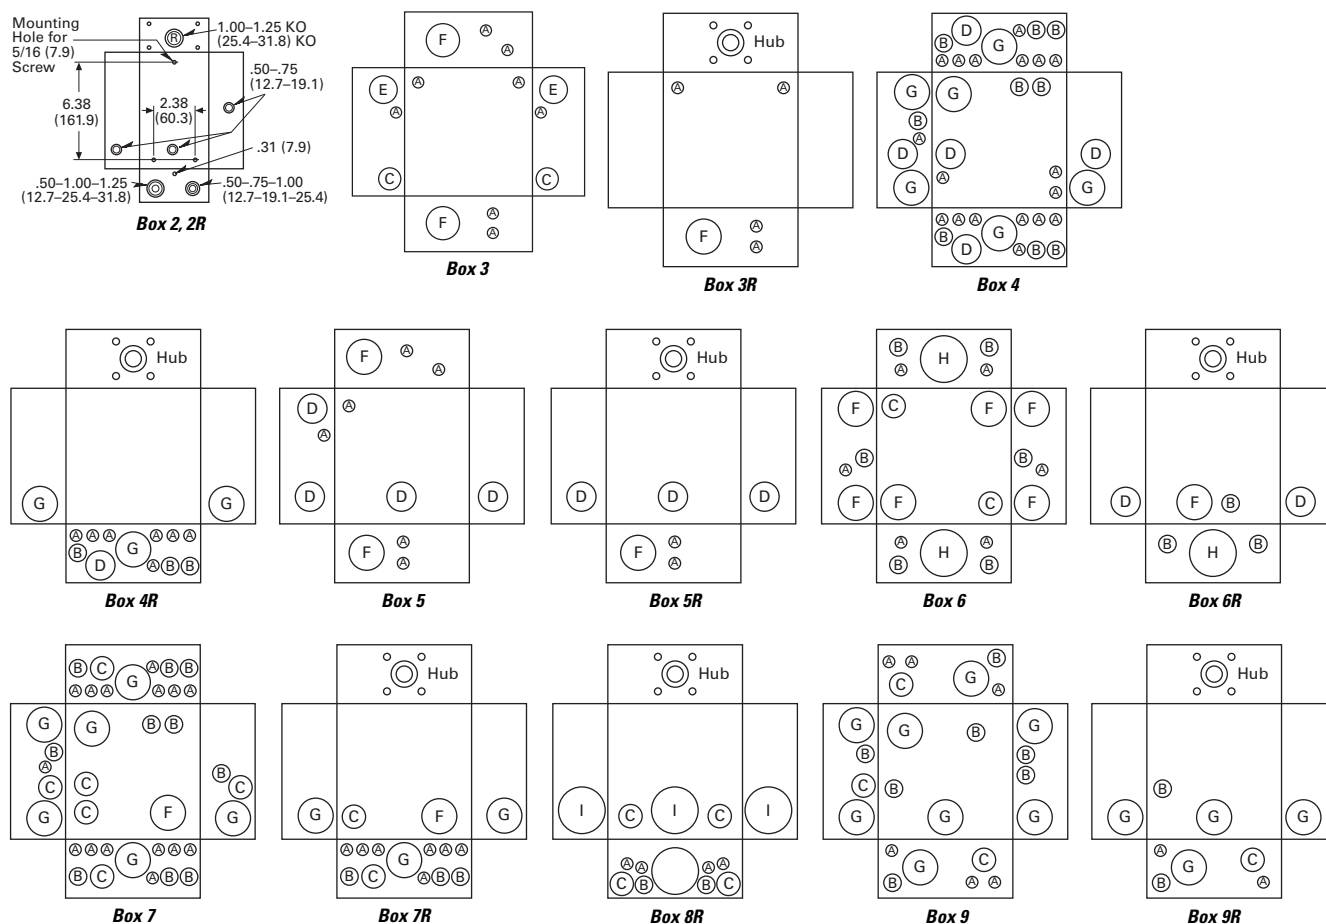 Mounting
Hole for
5/16 (7.9)
Screw
R
1.00–1.25 KO
(25.4–31.8) KO
.50–.75
(12.7–19.1)
6.38
(161.9)
2.38
(60.3)
.31 (7.9)
.50–1.00–1.25
(12.7–25.4–31.8)
.50–.75–1.00
(12.7–19.1–25.4)
Box 2, 2R
F A A
E A A E
A A
C C
F A A
Box 3
Hub
A A
F A A
Box 3R
D G A B B
B A A A A A A
G G A... B B
B
A
D D D
A A
G G A
A A A G A A A
B D A B B
Box 4
Hub
G G
A A A G A A A
B D A B B
Box 4R
F A A
D A
A
D D D
F A A
Box 5
Hub
D D D
F A A
Box 5R
B H B
A A
F C F F
B B
A A
F F C F
A H A
B B
Box 6
Hub
D F B D
B H B
Box 6R
B C G A B B
A A A A A A
G G B B
B
A B
C C C
G C F G
A A A G A A A
B C A B B
Box 7
Hub
G C F G
A A A G A A A
B C A B B
Box 7R
Hub
I C I C I
A A A A
C B B C
Box 8R
A A G B
C A
G G B G
B B
C B B
G G G
A G C
B A A
Box 9
Hub
B
G G G
A G C
B A
Box 9R